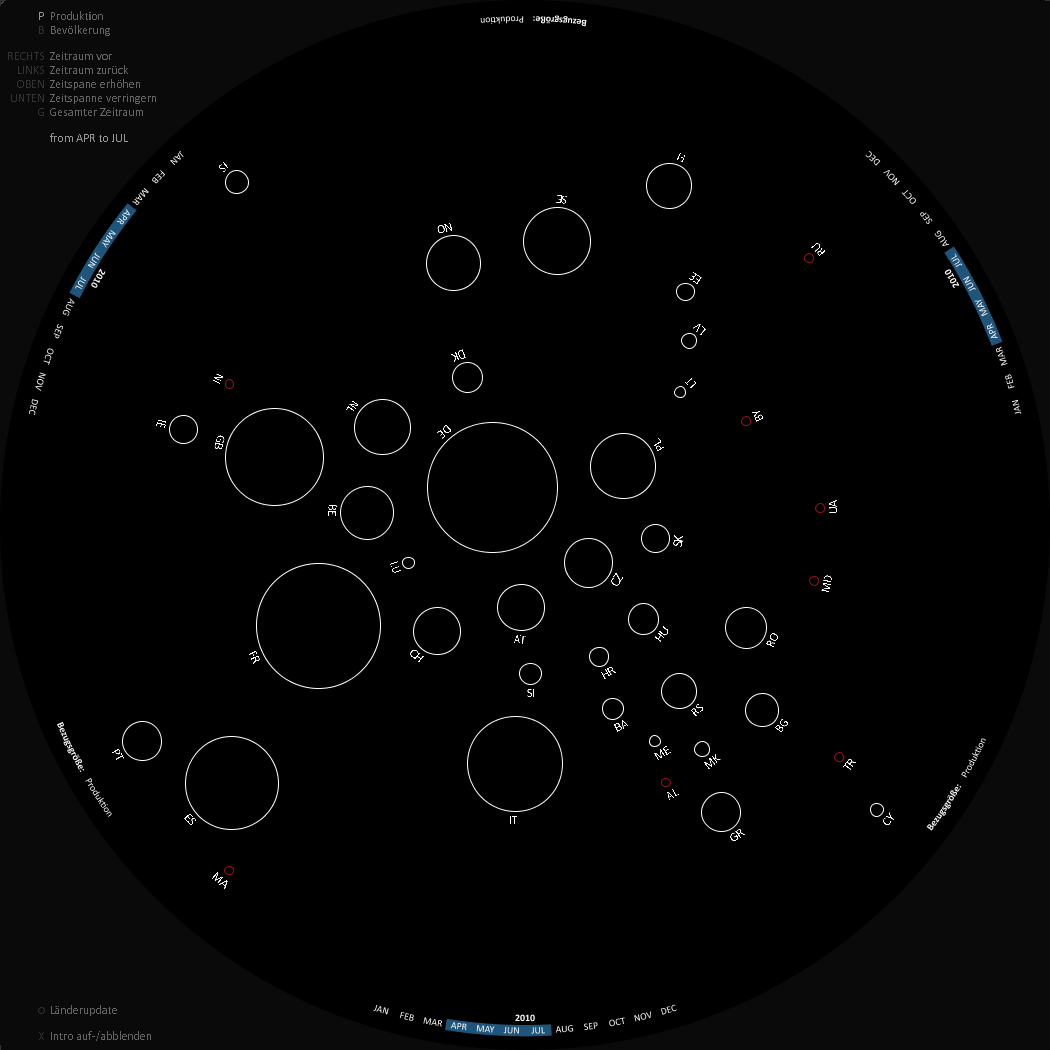 P Produktion
B Bevölkerung
RECHTS Zeitraum vor
LINKS Zeitraum zurück
OBEN Zeitspane erhöhen
UNTEN Zeitspanne verringern
G Gesamter Zeitraum
from APR to JUL
Bezugsgröße: Produktion
JAN FEB MAR APR MAY JUN JUL AUG SEP OCT NOV DEC
2010
JAN FEB MAR APR MAY JUN JUL AUG SEP OCT NOV DEC
2010
IS
FI
SE
NO
RU
EE
LV
DK
LT
IN
NL
BY
IE
GB
DE
PL
BE
UA
SK
LU
CZ
MD
FR
CH
AT
HU
RO
HR
SI
RS
BA
BG
PT
ME
MK
TR
ES
IT
AL
GR
CY
MA
Bezugsgröße: Produktion
Bezugsgröße: Produktion
JAN FEB MAR APR MAY JUN JUL AUG SEP OCT NOV DEC
2010
O Länderupdate
X Intro auf-/abblenden